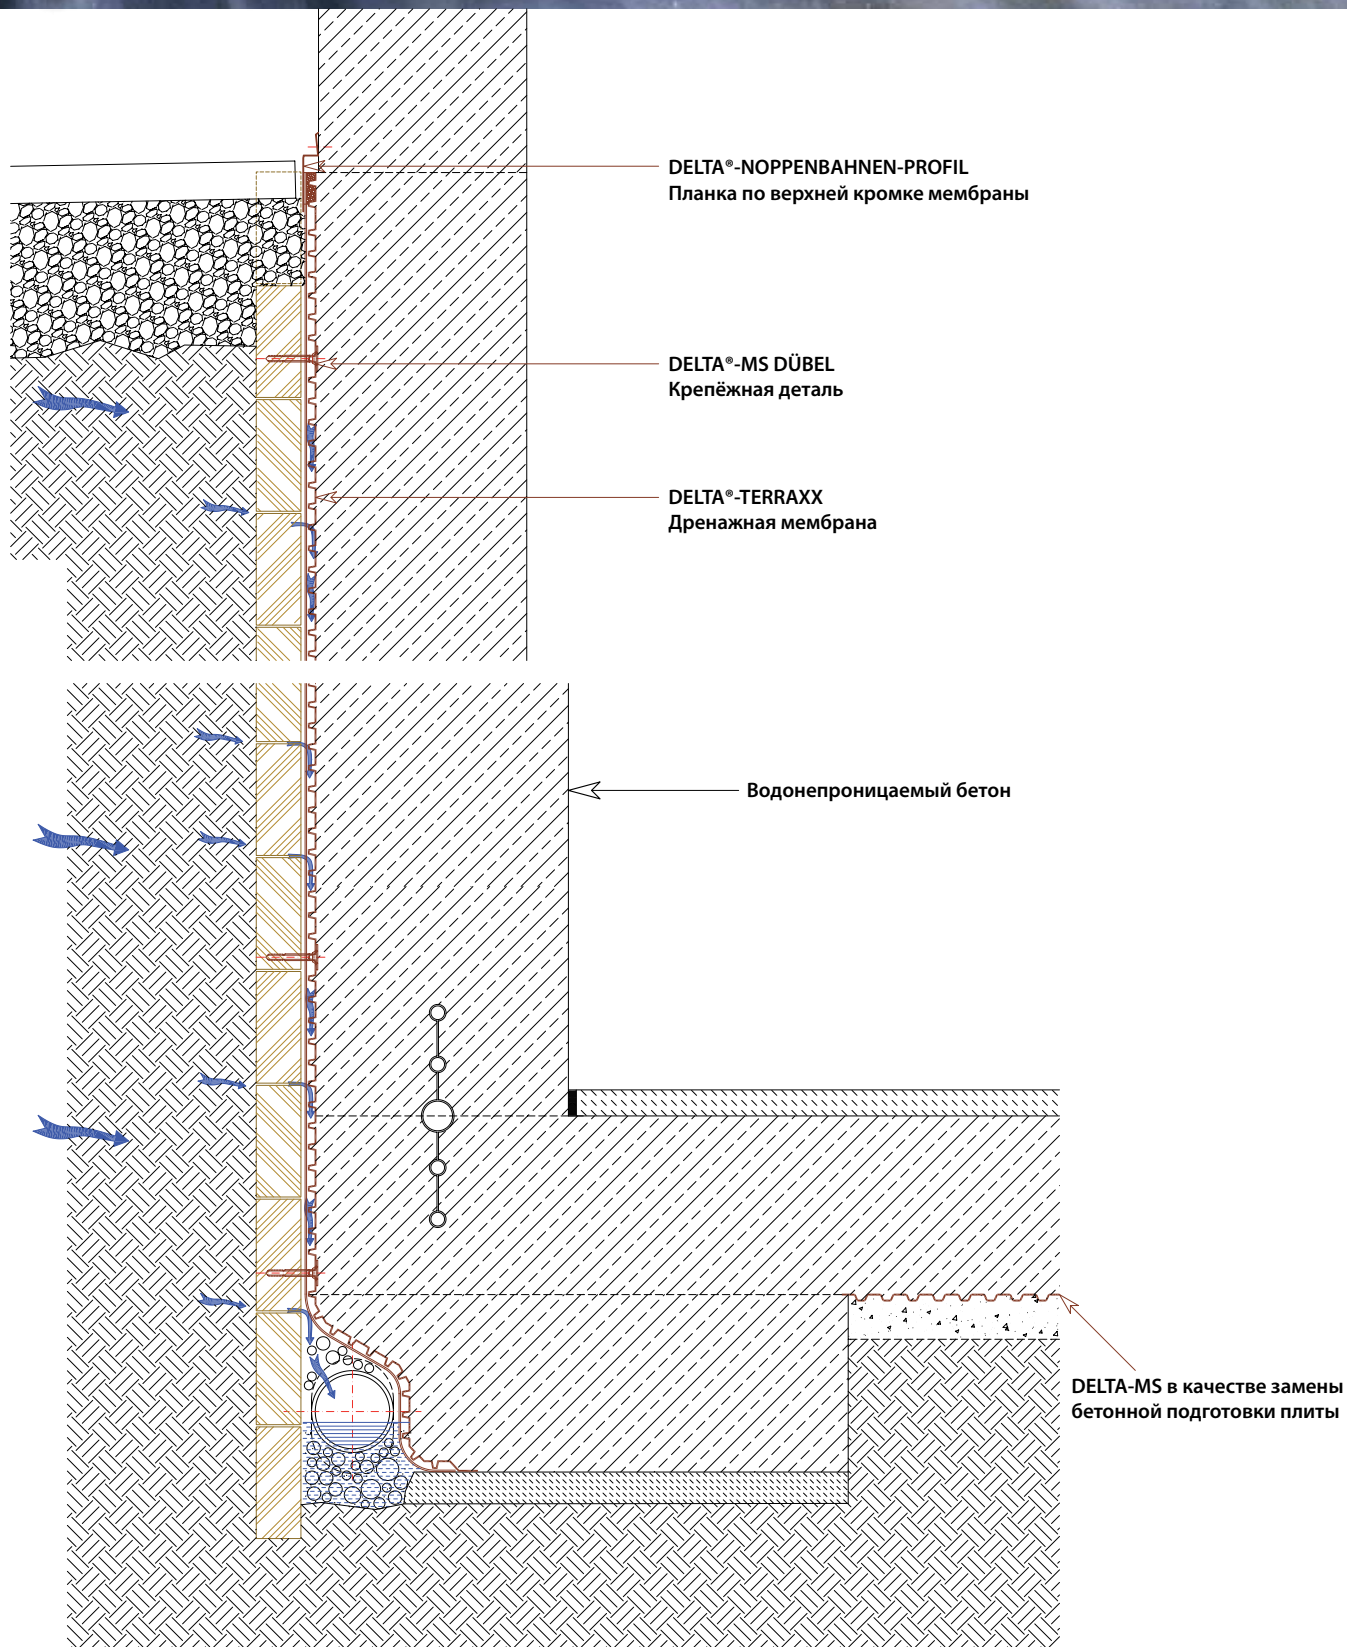 DELTA®-NOPPENBAHNEN-PROFIL
Планка по верхней кромке мембраны
DELTA®-MS DÜBEL
Крепёжная деталь
DELTA®-TERRAXX
Дренажная мембрана
Водонепроницаемый бетон
DELTA-MS в качестве замены
бетонной подготовки плиты